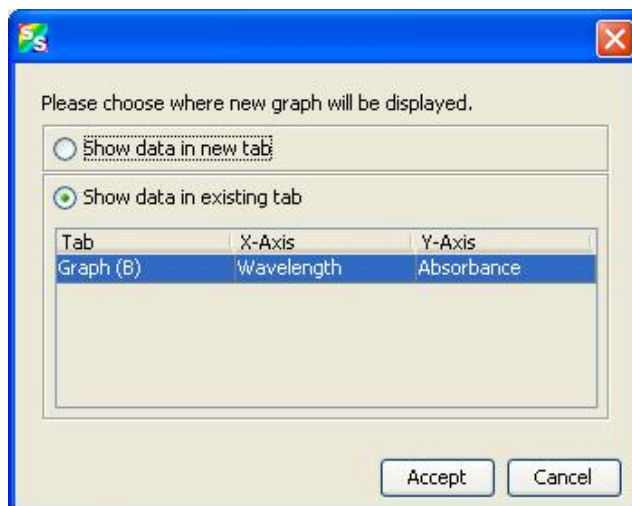 SS
Please choose where new graph will be displayed.
Show data in new tab
Show data in existing tab
Tab X-Axis Y-Axis
Graph (B) Wavelength Absorbance
Accept Cancel